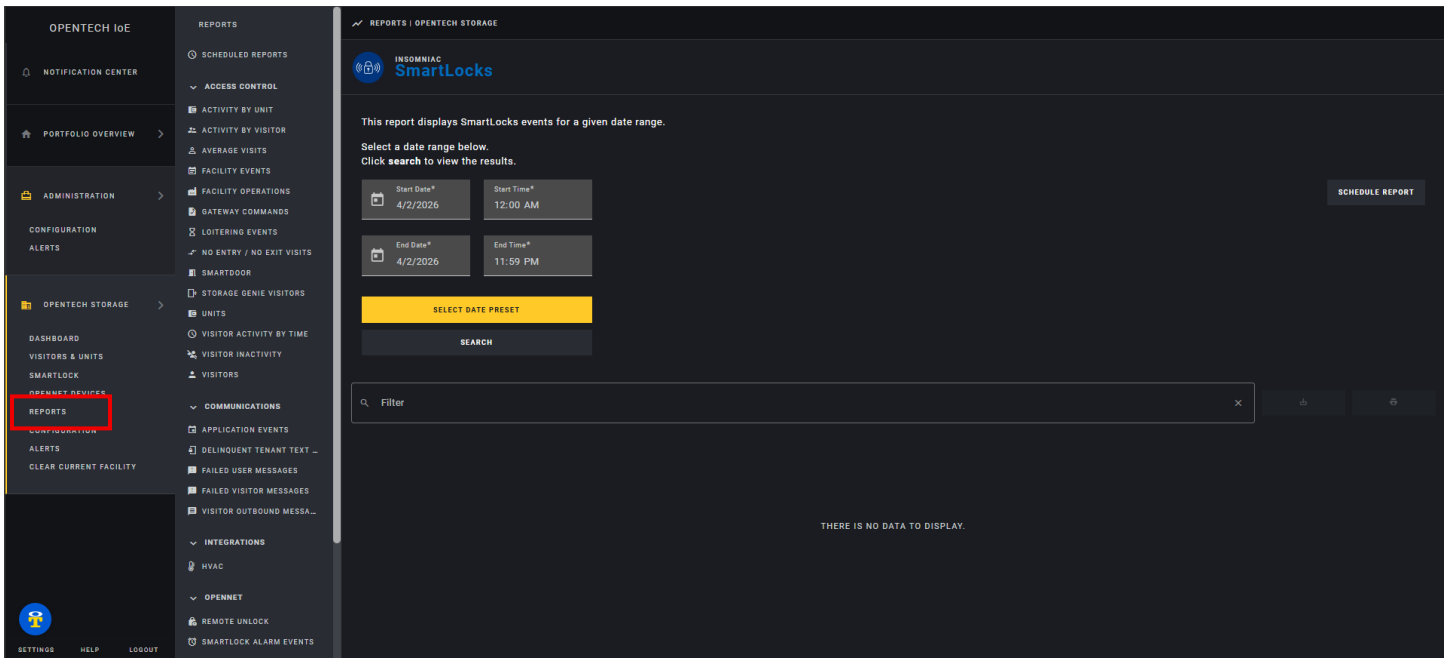 OPENTECH IoE
NOTIFICATION CENTER
PORTFOLIO OVERVIEW
ADMINISTRATION
CONFIGURATION
ALERTS
OPENTECH STORAGE
DASHBOARD
VISITORS & UNITS
SMARTLOCK
OPENNET DEVICES
REPORTS
CONFIGURATION
ALERTS
CLEAR CURRENT FACILITY
SETTINGS HELP LOGOUT
REPORTS
SCHEDULED REPORTS
ACCESS CONTROL
ACTIVITY BY UNIT
ACTIVITY BY VISITOR
AVERAGE VISITS
FACILITY EVENTS
FACILITY OPERATIONS
GATEWAY COMMANDS
LOITERING EVENTS
NO ENTRY / NO EXIT VISITS
SMARTDOOR
STORAGE GENIE VISITORS
UNITS
VISITOR ACTIVITY BY TIME
VISITOR INACTIVITY
VISITORS
COMMUNICATIONS
APPLICATION EVENTS
DELINQUENT TENANT TEXT ...
FAILED USER MESSAGES
FAILED VISITOR MESSAGES
VISITOR OUTBOUND MESSA...
INTEGRATIONS
HVAC
OPENNET
REMOTE UNLOCK
SMARTLOCK ALARM EVENTS
REPORTS | OPENTECH STORAGE
INSOMNIAC
SmartLocks
This report displays SmartLocks events for a given date range.
Select a date range below.
Click search to view the results.
Start Date* Start Time*
4/2/2026 12:00 AM
SCHEDULE REPORT
End Date* End Time*
4/2/2026 11:59 PM
SELECT DATE PRESET
SEARCH
Filter
THERE IS NO DATA TO DISPLAY.